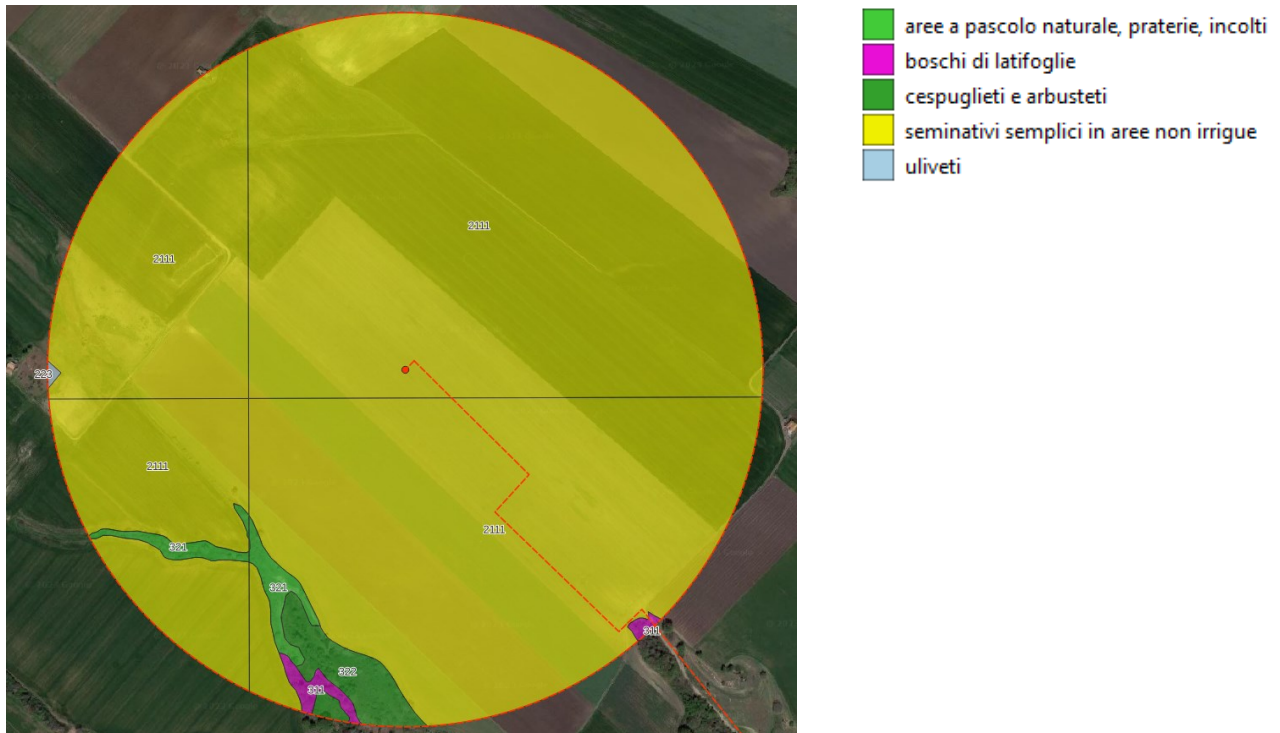 aree a pascolo naturale, praterie, incolti
boschi di latifoglie
cespuglieti e arbusteti
seminativi semplici in aree non irrigue
uliveti
2111
2111
223
2111
2111
321
321
322
311
311